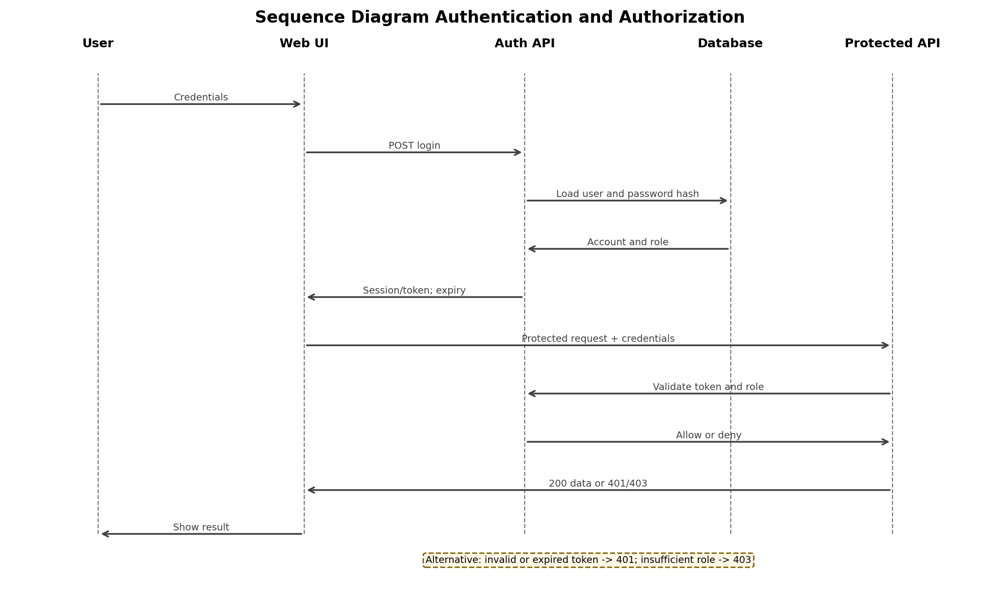 Sequence Diagram Authentication and Authorization
User
Web UI
Auth API
Database
Protected API
Credentials
POST login
Load user and password hash
Account and role
Session/token; expiry
Protected request + credentials
Validate token and role
Allow or deny
200 data or 401/403
Show result
Alternative: invalid or expired token -> 401; insufficient role -> 403